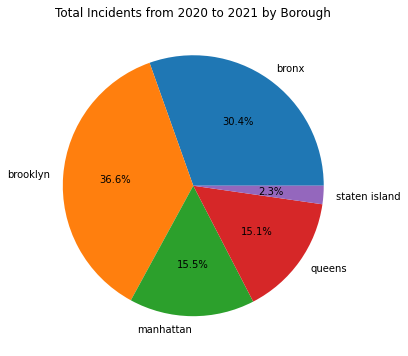 Total Incidents from 2020 to 2021 by Borough
bronx
30.4%
brooklyn
36.6%
2.3%
staten island
15.1%
15.5%
queens
manhattan